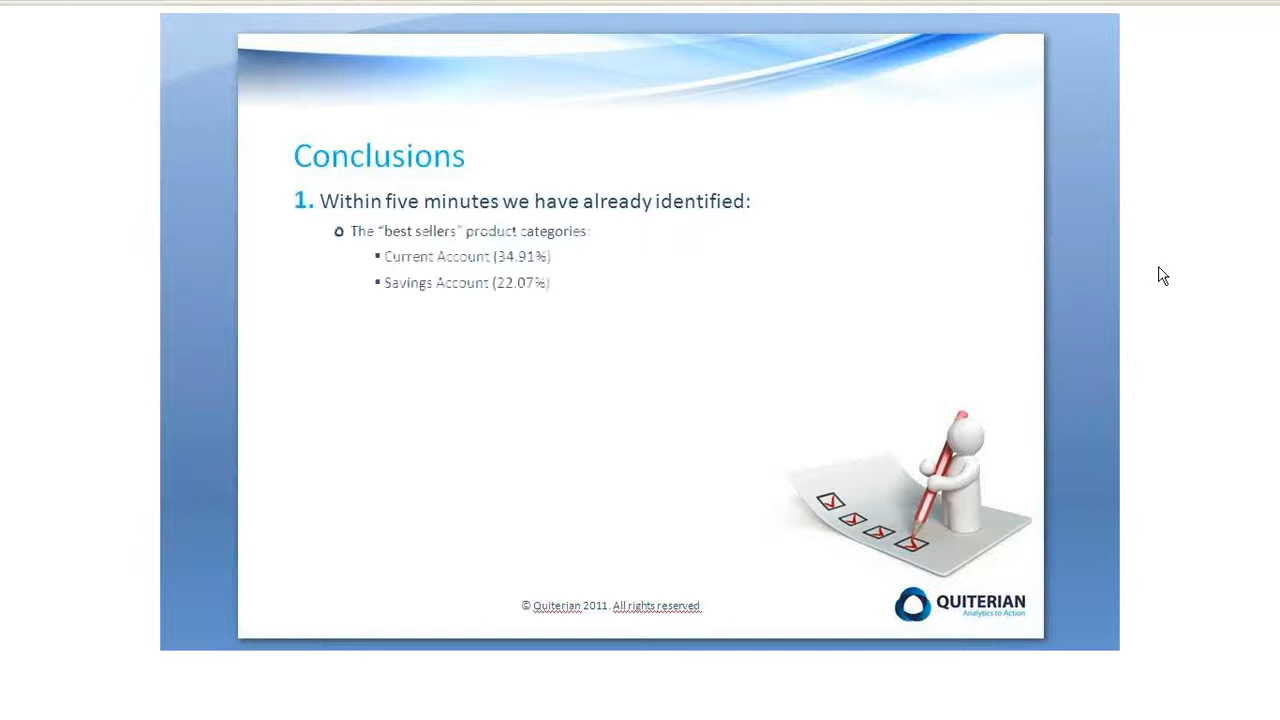 Conclusions
1. Within five minutes we have already identified:
The “best sellers” product categories:
▪ Current Account (34.91%)
▪ Savings Account (22.07%)
© Quiterian 2011. All rights reserved
QUITERIAN
Analytics to Action